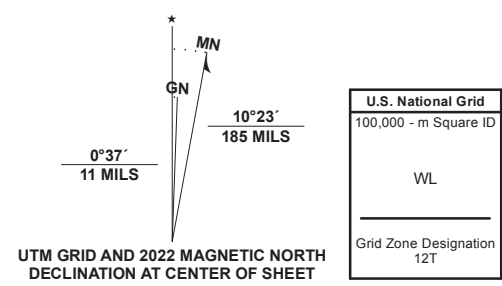 ★
MN
GN
10°23´
185 MILS
0°37´
11 MILS
UTM GRID AND 2022 MAGNETIC NORTH
DECLINATION AT CENTER OF SHEET
U.S. National Grid
100,000 - m Square ID
WL
Grid Zone Designation
12T